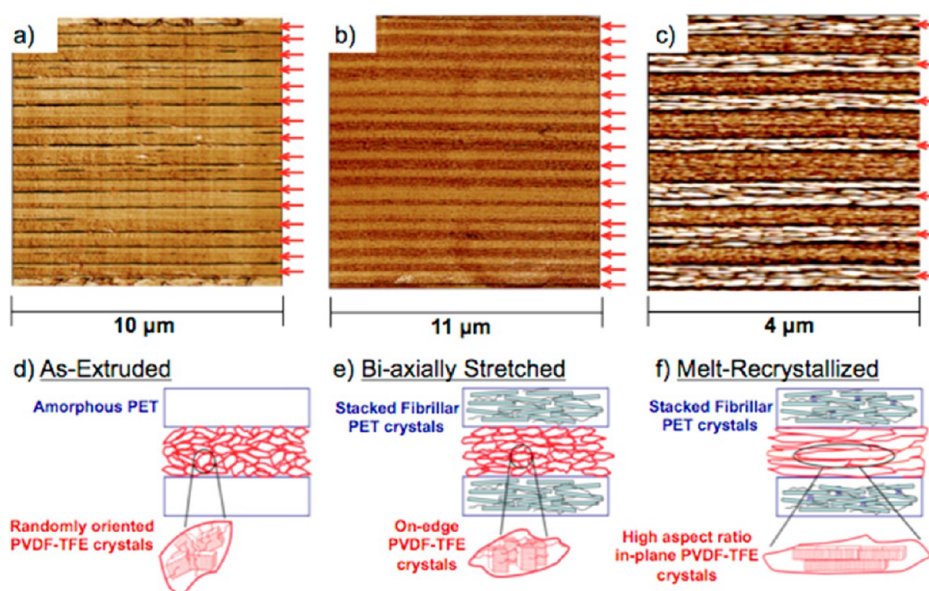 a)
b)
c)
10 µm
11 µm
4 µm
d) As-Extruded
e) Bi-axially Stretched
f) Melt-Recrystallized
Amorphous PET
Randomly oriented
PVDF-TFE crystals
Stacked Fibrillar
PET crystals
On-edge
PVDF-TFE
crystals
Stacked Fibrillar
PET crystals
High aspect ratio
in-plane PVDF-TFE
crystals